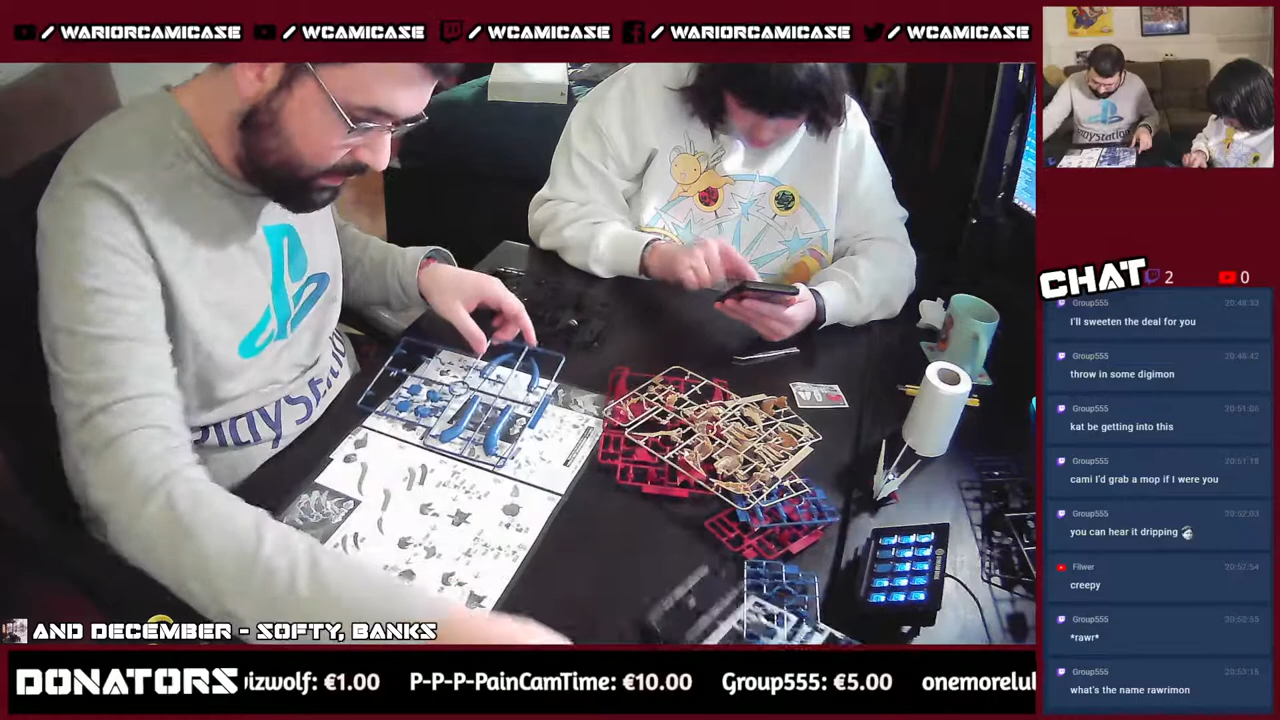 / WARIORCAMICASE / WCAMICASE / WCAMICASE / WARIORCAMICASE / WCAMICASE
PlayStation
playstation
CHAT 2 0
Group555 20:48:33
I'll sweeten the deal for you
Group555 20:48:42
throw in some digimon
Group555 20:51:06
kat be getting into this
Group555 20:51:18
cami I'd grab a mop if I were you
Group555 20:52:03
you can hear it dripping
Filwer 20:52:54
creepy
Group555 20:52:55
*rawr*
Group555 20:53:15
what's the name rawrimon
AND DECEMBER - SOFTY, BANKS
DONATORS izwolf: €1.00 P-P-P-PainCamTime: €10.00 Group555: €5.00 onemorelul